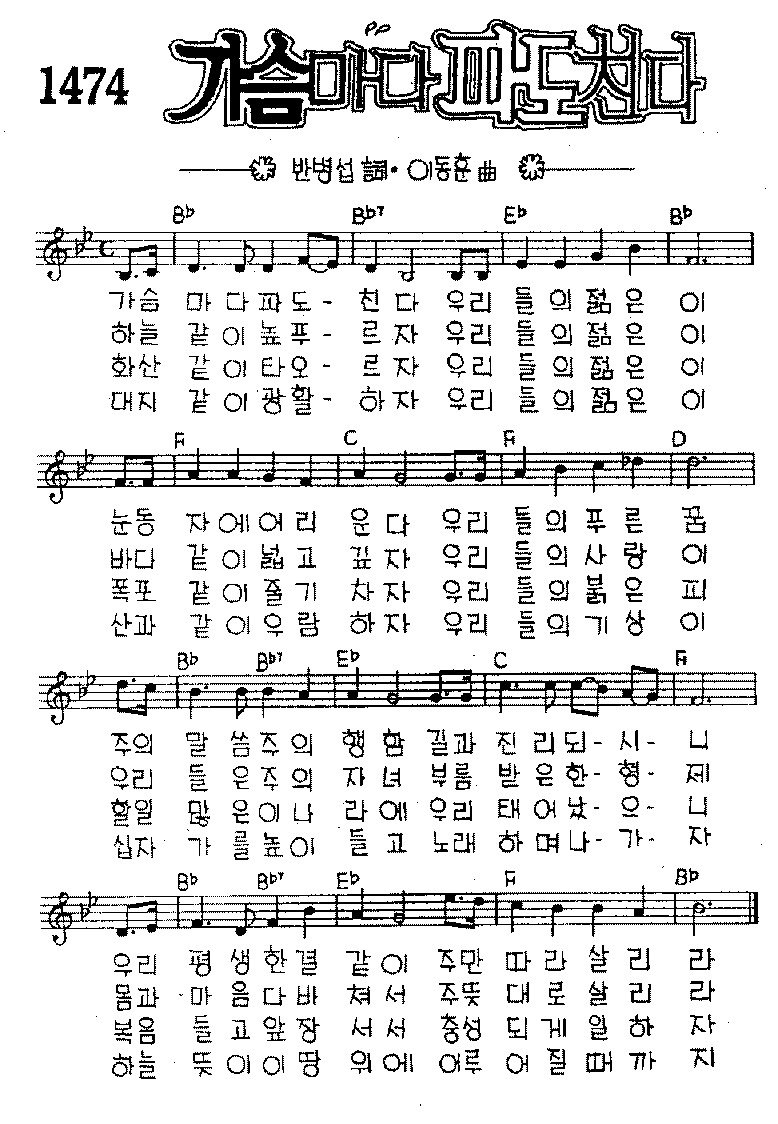 1474
가슴마다 파도친다
반병섭 詞 · 이동훈 曲
B♭ B♭7 E♭ B♭
가슴 마다파도- 친다 우리 들의젊은 이
하늘 같이높푸- 르자 우리 들의젊은 이
화산 같이타오- 르자 우리 들의젊은 이
대지 같이광활- 하자 우리 들의젊은 이
F C F D
눈동 자에어리 운다 우리 들의푸른 꿈
바다 같이넓고 깊자 우리 들의사랑 이
폭포 같이줄기 차자 우리 들의붉은 피
산과 같이우람 하자 우리 들의기상 이
B♭ B♭7 E♭ C F
주의 말씀주의 행함 길과 진리되-시- 니
우리 들은주의 자녀 부름 받은한-형- 제
할일 많은이나 라에 우리 태어났-으- 니
십자 가를높이 들고 노래 하며나-가- 자
B♭ B♭7 E♭ F B♭
우리 평생한결 같이 주만 따라살리 라
몸과 마음다바 쳐서 주뜻 대로살리 라
복음 들고앞장 서서 충성 되게일하 자
하늘 뜻이이땅 위에 이루 어질때까 지